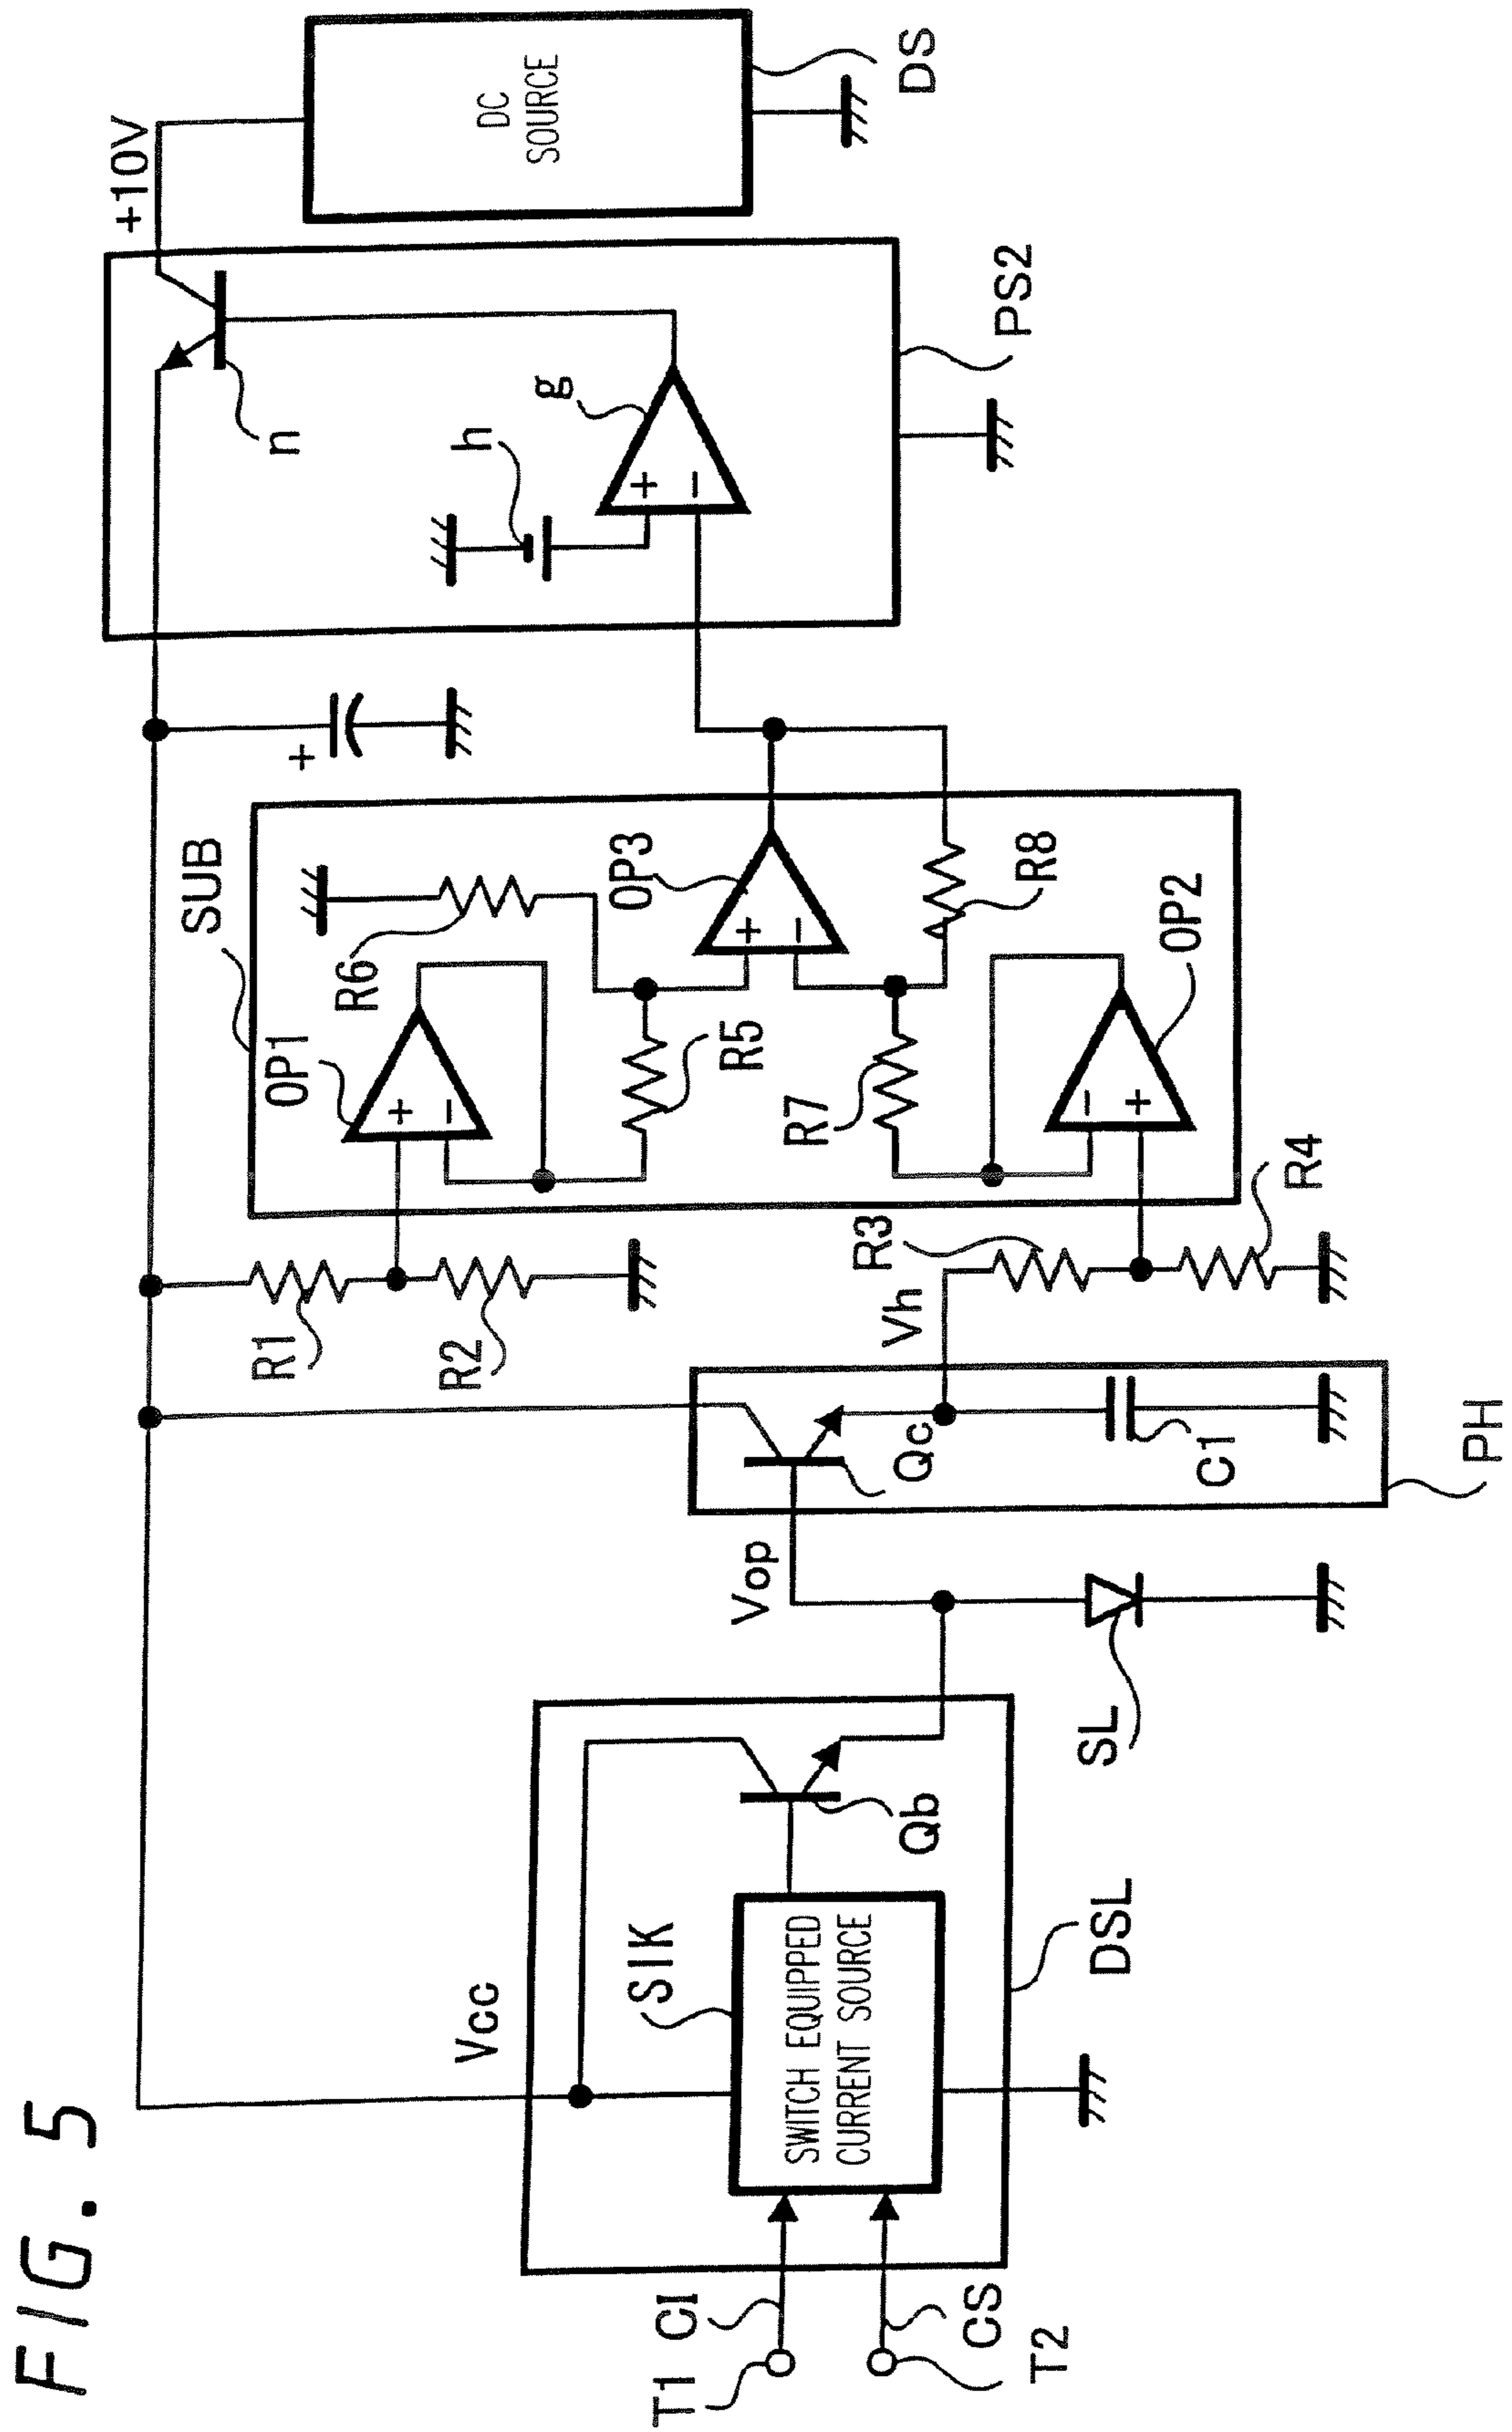 FIG. 5
+10V
DC
SOURCE
DS
n
h
g
PS2
+
SUB
R6
OP1
+
−
R5
OP3
+
−
R8
R7
OP2
−
+
R1
R2
R3
R4
Vh
Qc
C1
PH
Vop
SL
Vcc
SIK
SWITCH EQUIPPED
CURRENT SOURCE
Qb
DSL
CI
T1
CS
T2
+
−